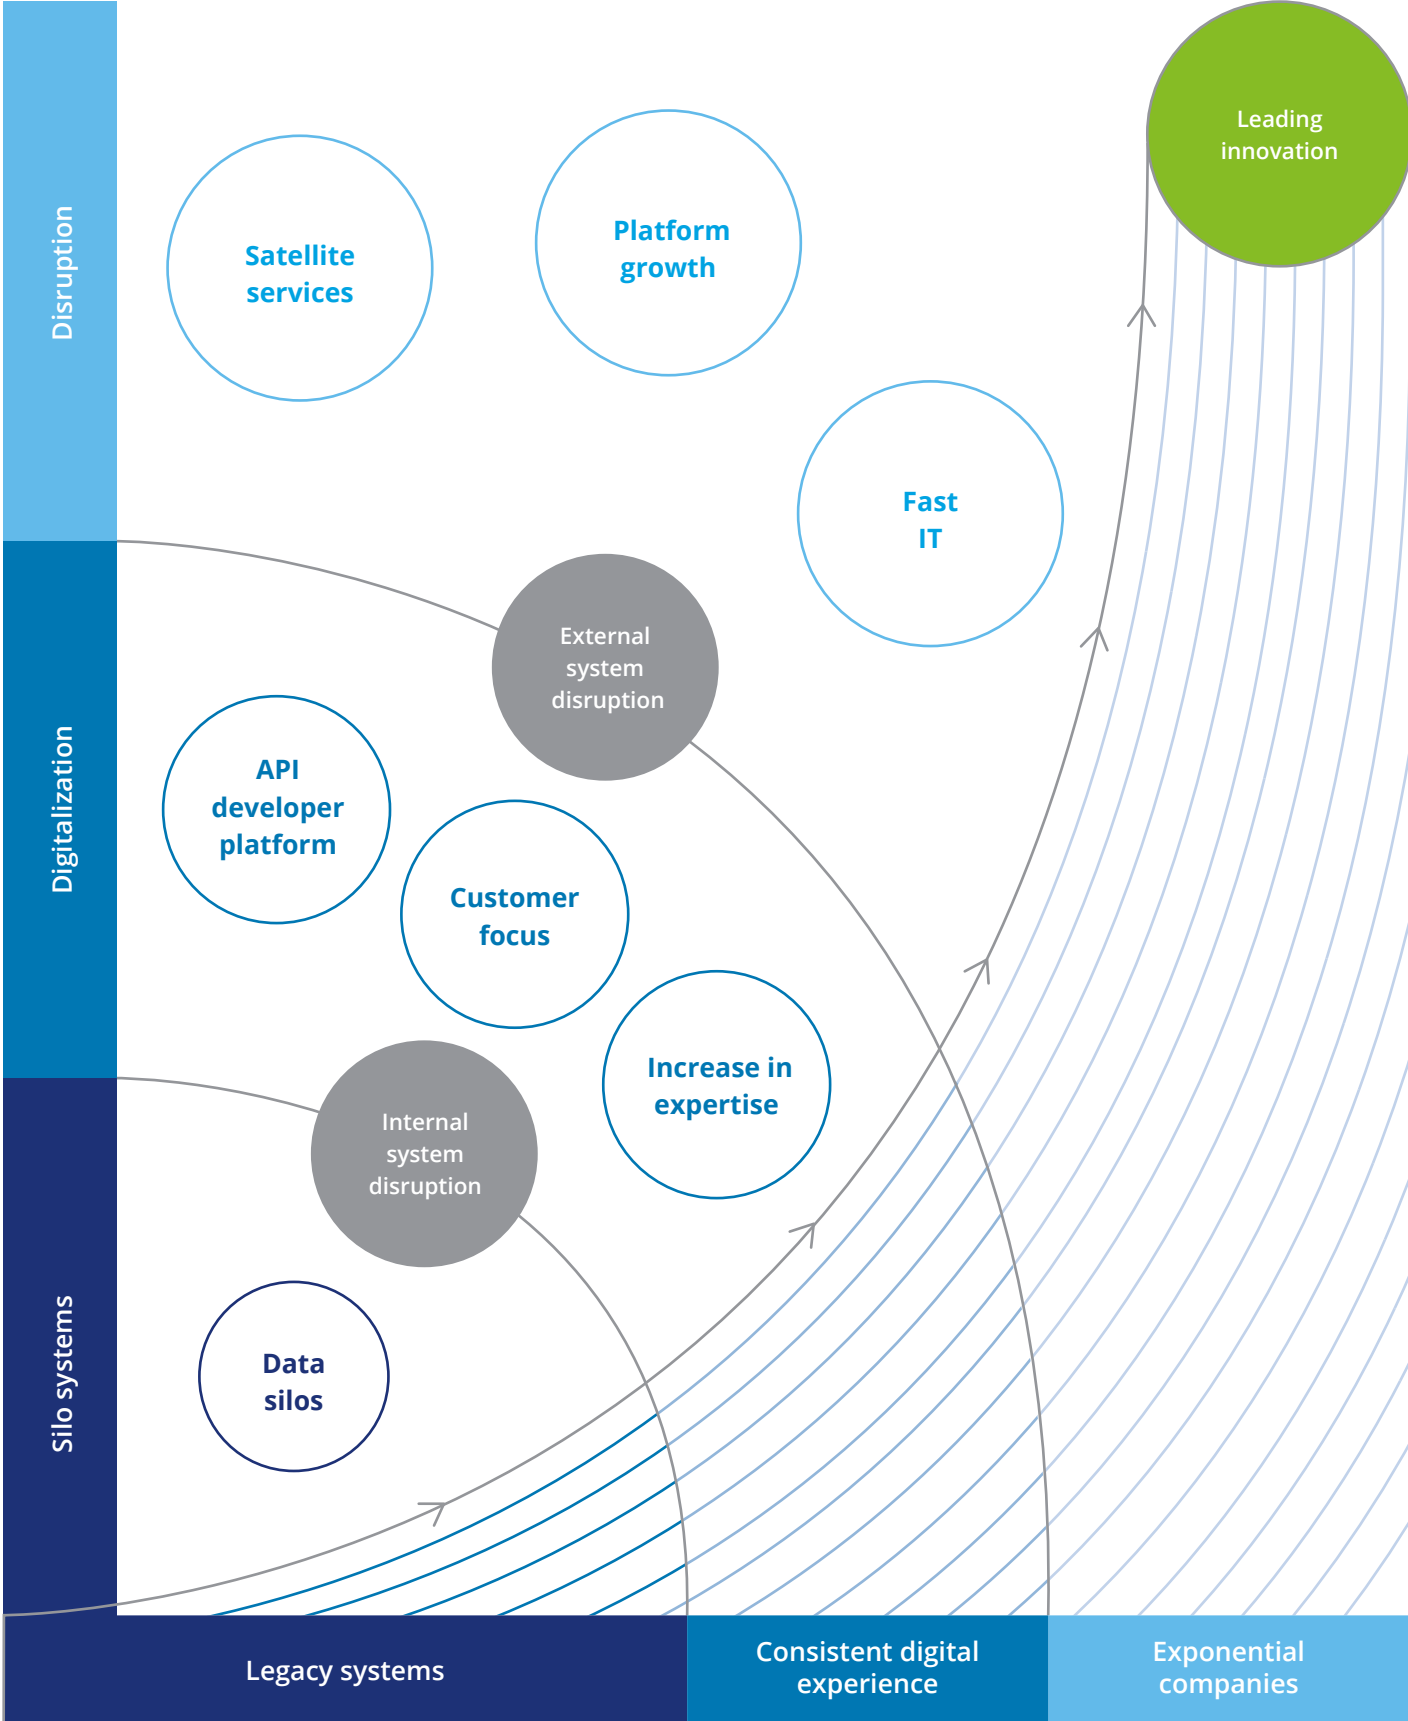 Leading
innovation
Disruption
Satellite
services
Platform
growth
Fast
IT
Digitalization
External
system
disruption
API
developer
platform
Customer
focus
Increase in
expertise
Silo systems
Internal
system
disruption
Data
silos
Legacy systems
Consistent digital
experience
Exponential
companies